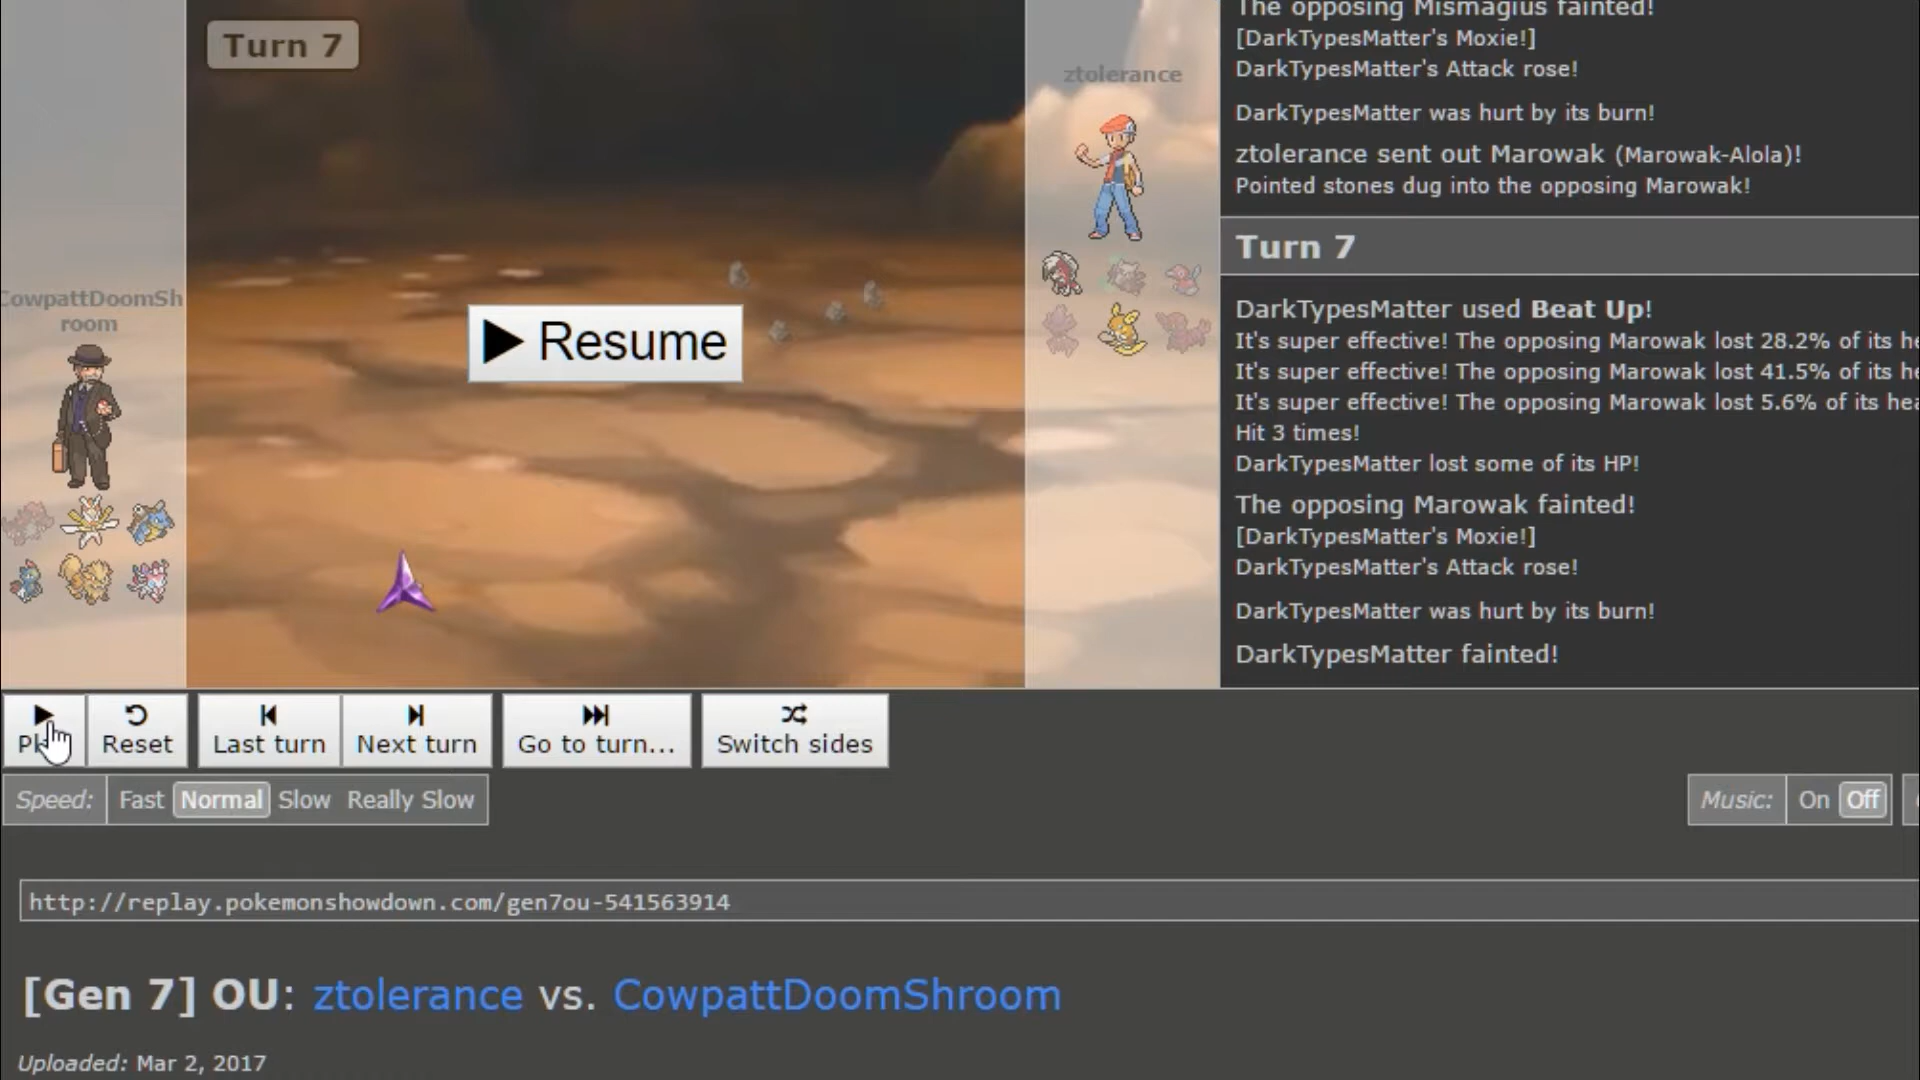 Turn 7
CowpattDoomSh
room
Resume
ztolerance
The opposing Mismagius fainted!
[DarkTypesMatter's Moxie!]
DarkTypesMatter's Attack rose!
DarkTypesMatter was hurt by its burn!
ztolerance sent out Marowak (Marowak-Alola)!
Pointed stones dug into the opposing Marowak!
Turn 7
DarkTypesMatter used Beat Up!
It's super effective! The opposing Marowak lost 28.2% of its he
It's super effective! The opposing Marowak lost 41.5% of its he
It's super effective! The opposing Marowak lost 5.6% of its hea
Hit 3 times!
DarkTypesMatter lost some of its HP!
The opposing Marowak fainted!
[DarkTypesMatter's Moxie!]
DarkTypesMatter's Attack rose!
DarkTypesMatter was hurt by its burn!
DarkTypesMatter fainted!
Reset
Last turn
Next turn
Go to turn...
Switch sides
Speed: Fast Normal Slow Really Slow
Music: On Off
http://replay.pokemonshowdown.com/gen7ou-541563914
[Gen 7] OU: ztolerance vs. CowpattDoomShroom
Uploaded: Mar 2, 2017